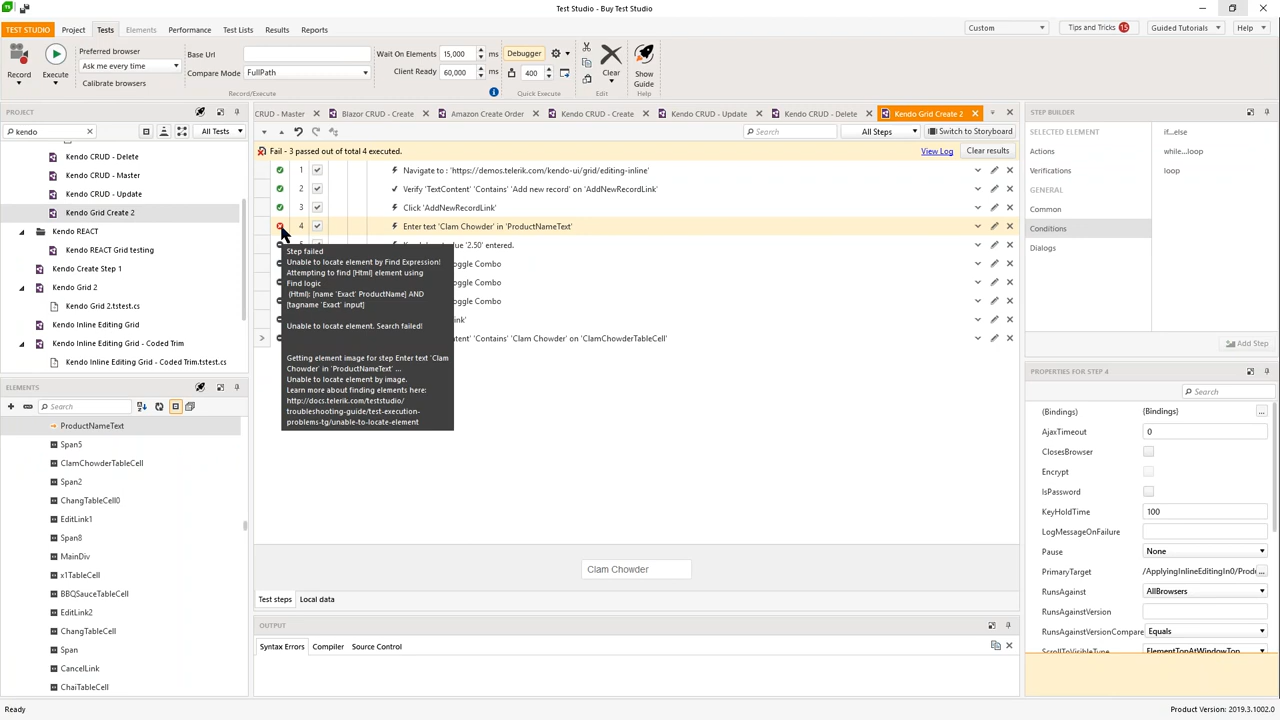 Test Studio - Buy Test Studio
TEST STUDIO
Project
Tests
Elements
Performance
Test Lists
Results
Reports
Custom
Tips and Tricks 15
Guided Tutorials
Help
Record
Execute
Preferred browser
Ask me every time
Calibrate browsers
Base Url
Compare Mode FullPath
Record/Execute
Wait On Elements 15,000 ms
Client Ready 60,000 ms
Debugger
400
Quick Execute
Clear
Edit
Show Guide
Help
PROJECT
kendo
All Tests
Kendo CRUD - Delete
Kendo CRUD - Master
Kendo CRUD - Update
Kendo Grid Create 2
Kendo REACT
Kendo REACT Grid testing
Kendo Create Step 1
Kendo Grid 2
Kendo Grid 2.tstest.cs
Kendo Inline Editing Grid
Kendo Inline Editing Grid - Coded Trim
Kendo Inline Editing Grid - Coded Trim.tstest.cs
ELEMENTS
Search
ProductNameText
Span5
ClamChowderTableCell
Span2
ChangTableCell0
EditLink1
Span8
MainDiv
x1TableCell
BBQSauceTableCell
EditLink2
ChangTableCell
Span
CancelLink
ChaiTableCell
CRUD - Master
Blazor CRUD - Create
Amazon Create Order
Kendo CRUD - Create
Kendo CRUD - Update
Kendo CRUD - Delete
Kendo Grid Create 2
Search
All Steps
Switch to Storyboard
Fail - 3 passed out of total 4 executed.
View Log
Clear results
1 Navigate to : 'https://demos.telerik.com/kendo-ui/grid/editing-inline'
2 Verify 'TextContent' 'Contains' 'Add new record' on 'AddNewRecordLink'
3 Click 'AddNewRecordLink'
4 Enter text 'Clam Chowder' in 'ProductNameText'
'2.50' entered.
oggle Combo
oggle Combo
oggle Combo
ink'
tent' 'Contains' 'Clam Chowder' on 'ClamChowderTableCell'
Step failed
Unable to locate element by Find Expression!
Attempting to find [Html] element using
Find logic
(Html): [name 'Exact' ProductName] AND
[tagname 'Exact' input]
Unable to locate element. Search failed!
Getting element image for step Enter text 'Clam
Chowder' in 'ProductNameText' ...
Unable to locate element by image.
Learn more about finding elements here:
http://docs.telerik.com/teststudio/
troubleshooting-guide/test-execution-
problems-tg/unable-to-locate-element
Clam Chowder
Test steps
Local data
OUTPUT
Syntax Errors
Compiler
Source Control
STEP BUILDER
SELECTED ELEMENT
Actions
Verifications
GENERAL
Common
Conditions
Dialogs
if...else
while...loop
loop
Add Step
PROPERTIES FOR STEP 4
Search
(Bindings) (Bindings)
AjaxTimeout 0
ClosesBrowser
Encrypt
IsPassword
KeyHoldTime 100
LogMessageOnFailure
Pause None
PrimaryTarget /ApplyingInlineEditingIn0/Prod
RunsAgainst AllBrowsers
RunsAgainstVersion
RunsAgainstVersionCompare Equals
ScrollToVisibleType ElementTopAtWindowTop
Ready
Product Version: 2019.3.1002.0